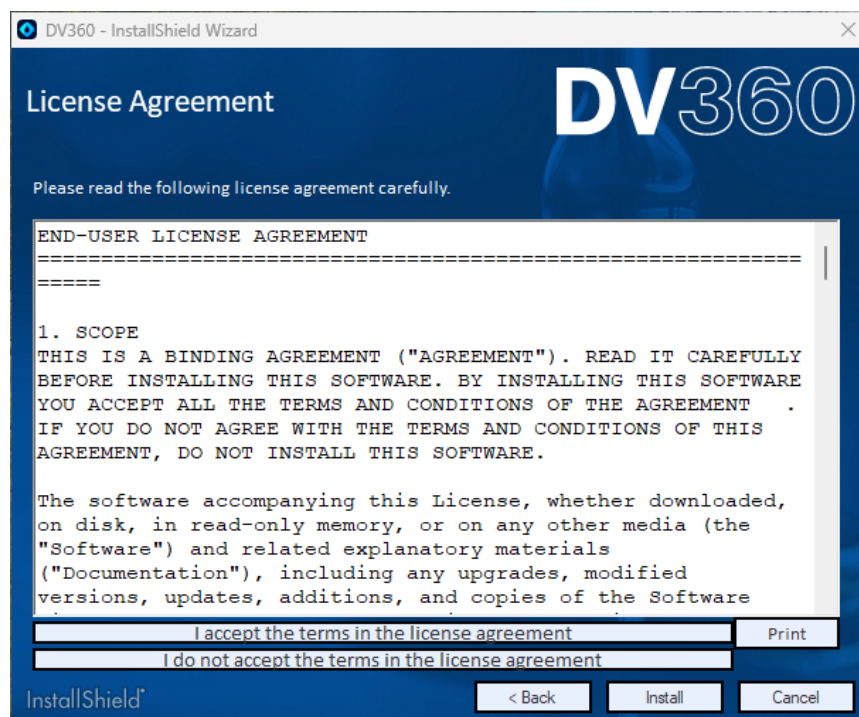 DV360 - InstallShield Wizard
License Agreement
DV360
Please read the following license agreement carefully.
END-USER LICENSE AGREEMENT
============================================================
=====
1. SCOPE
THIS IS A BINDING AGREEMENT ("AGREEMENT"). READ IT CAREFULLY
BEFORE INSTALLING THIS SOFTWARE. BY INSTALLING THIS SOFTWARE
YOU ACCEPT ALL THE TERMS AND CONDITIONS OF THE AGREEMENT  .
IF YOU DO NOT AGREE WITH THE TERMS AND CONDITIONS OF THIS
AGREEMENT, DO NOT INSTALL THIS SOFTWARE.
The software accompanying this License, whether downloaded,
on disk, in read-only memory, or on any other media (the
"Software") and related explanatory materials
("Documentation"), including any upgrades, modified
versions, updates, additions, and copies of the Software
I accept the terms in the license agreement
Print
I do not accept the terms in the license agreement
InstallShield
< Back
Install
Cancel